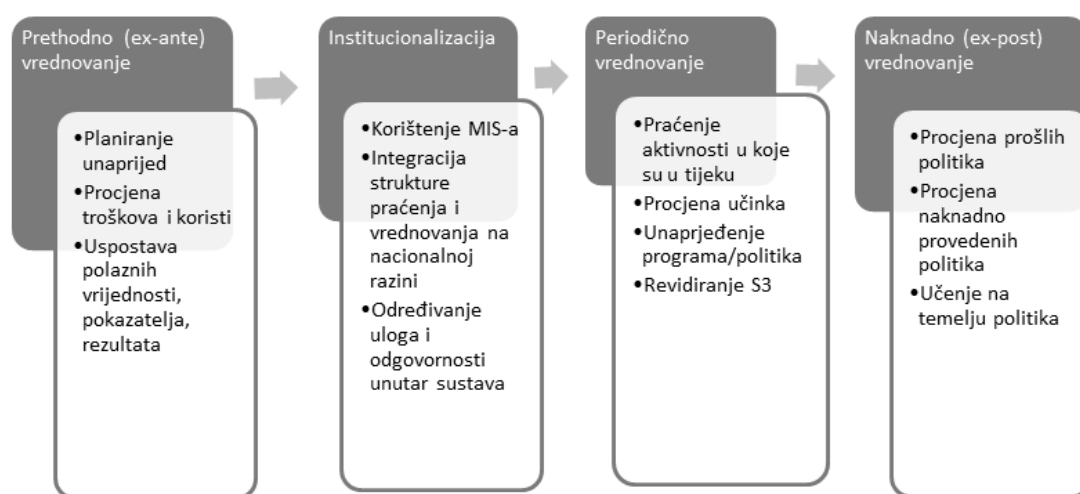 Prethodno (ex-ante)
vrednovanje
•Planiranje
unaprijed
•Procjena
troškova i koristi
•Uspostava
polaznih
vrijednosti,
pokazatelja,
rezultata
Institucionalizacija
•Korištenje MIS-a
•Integracija
strukture
praćenja i
vrednovanja na
nacionalnoj
razini
•Određivanje
uloga i
odgovornosti
unutar sustava
Periodično
vrednovanje
•Praćenje
aktivnosti u koje
su u tijeku
•Procjena učinka
•Unaprjeđenje
programa/politika
•Revidiranje S3
Naknadno (ex-post)
vrednovanje
•Procjena prošlih
politika
•Procjena
naknadno
provedenih
politika
•Učenje na
temelju politika